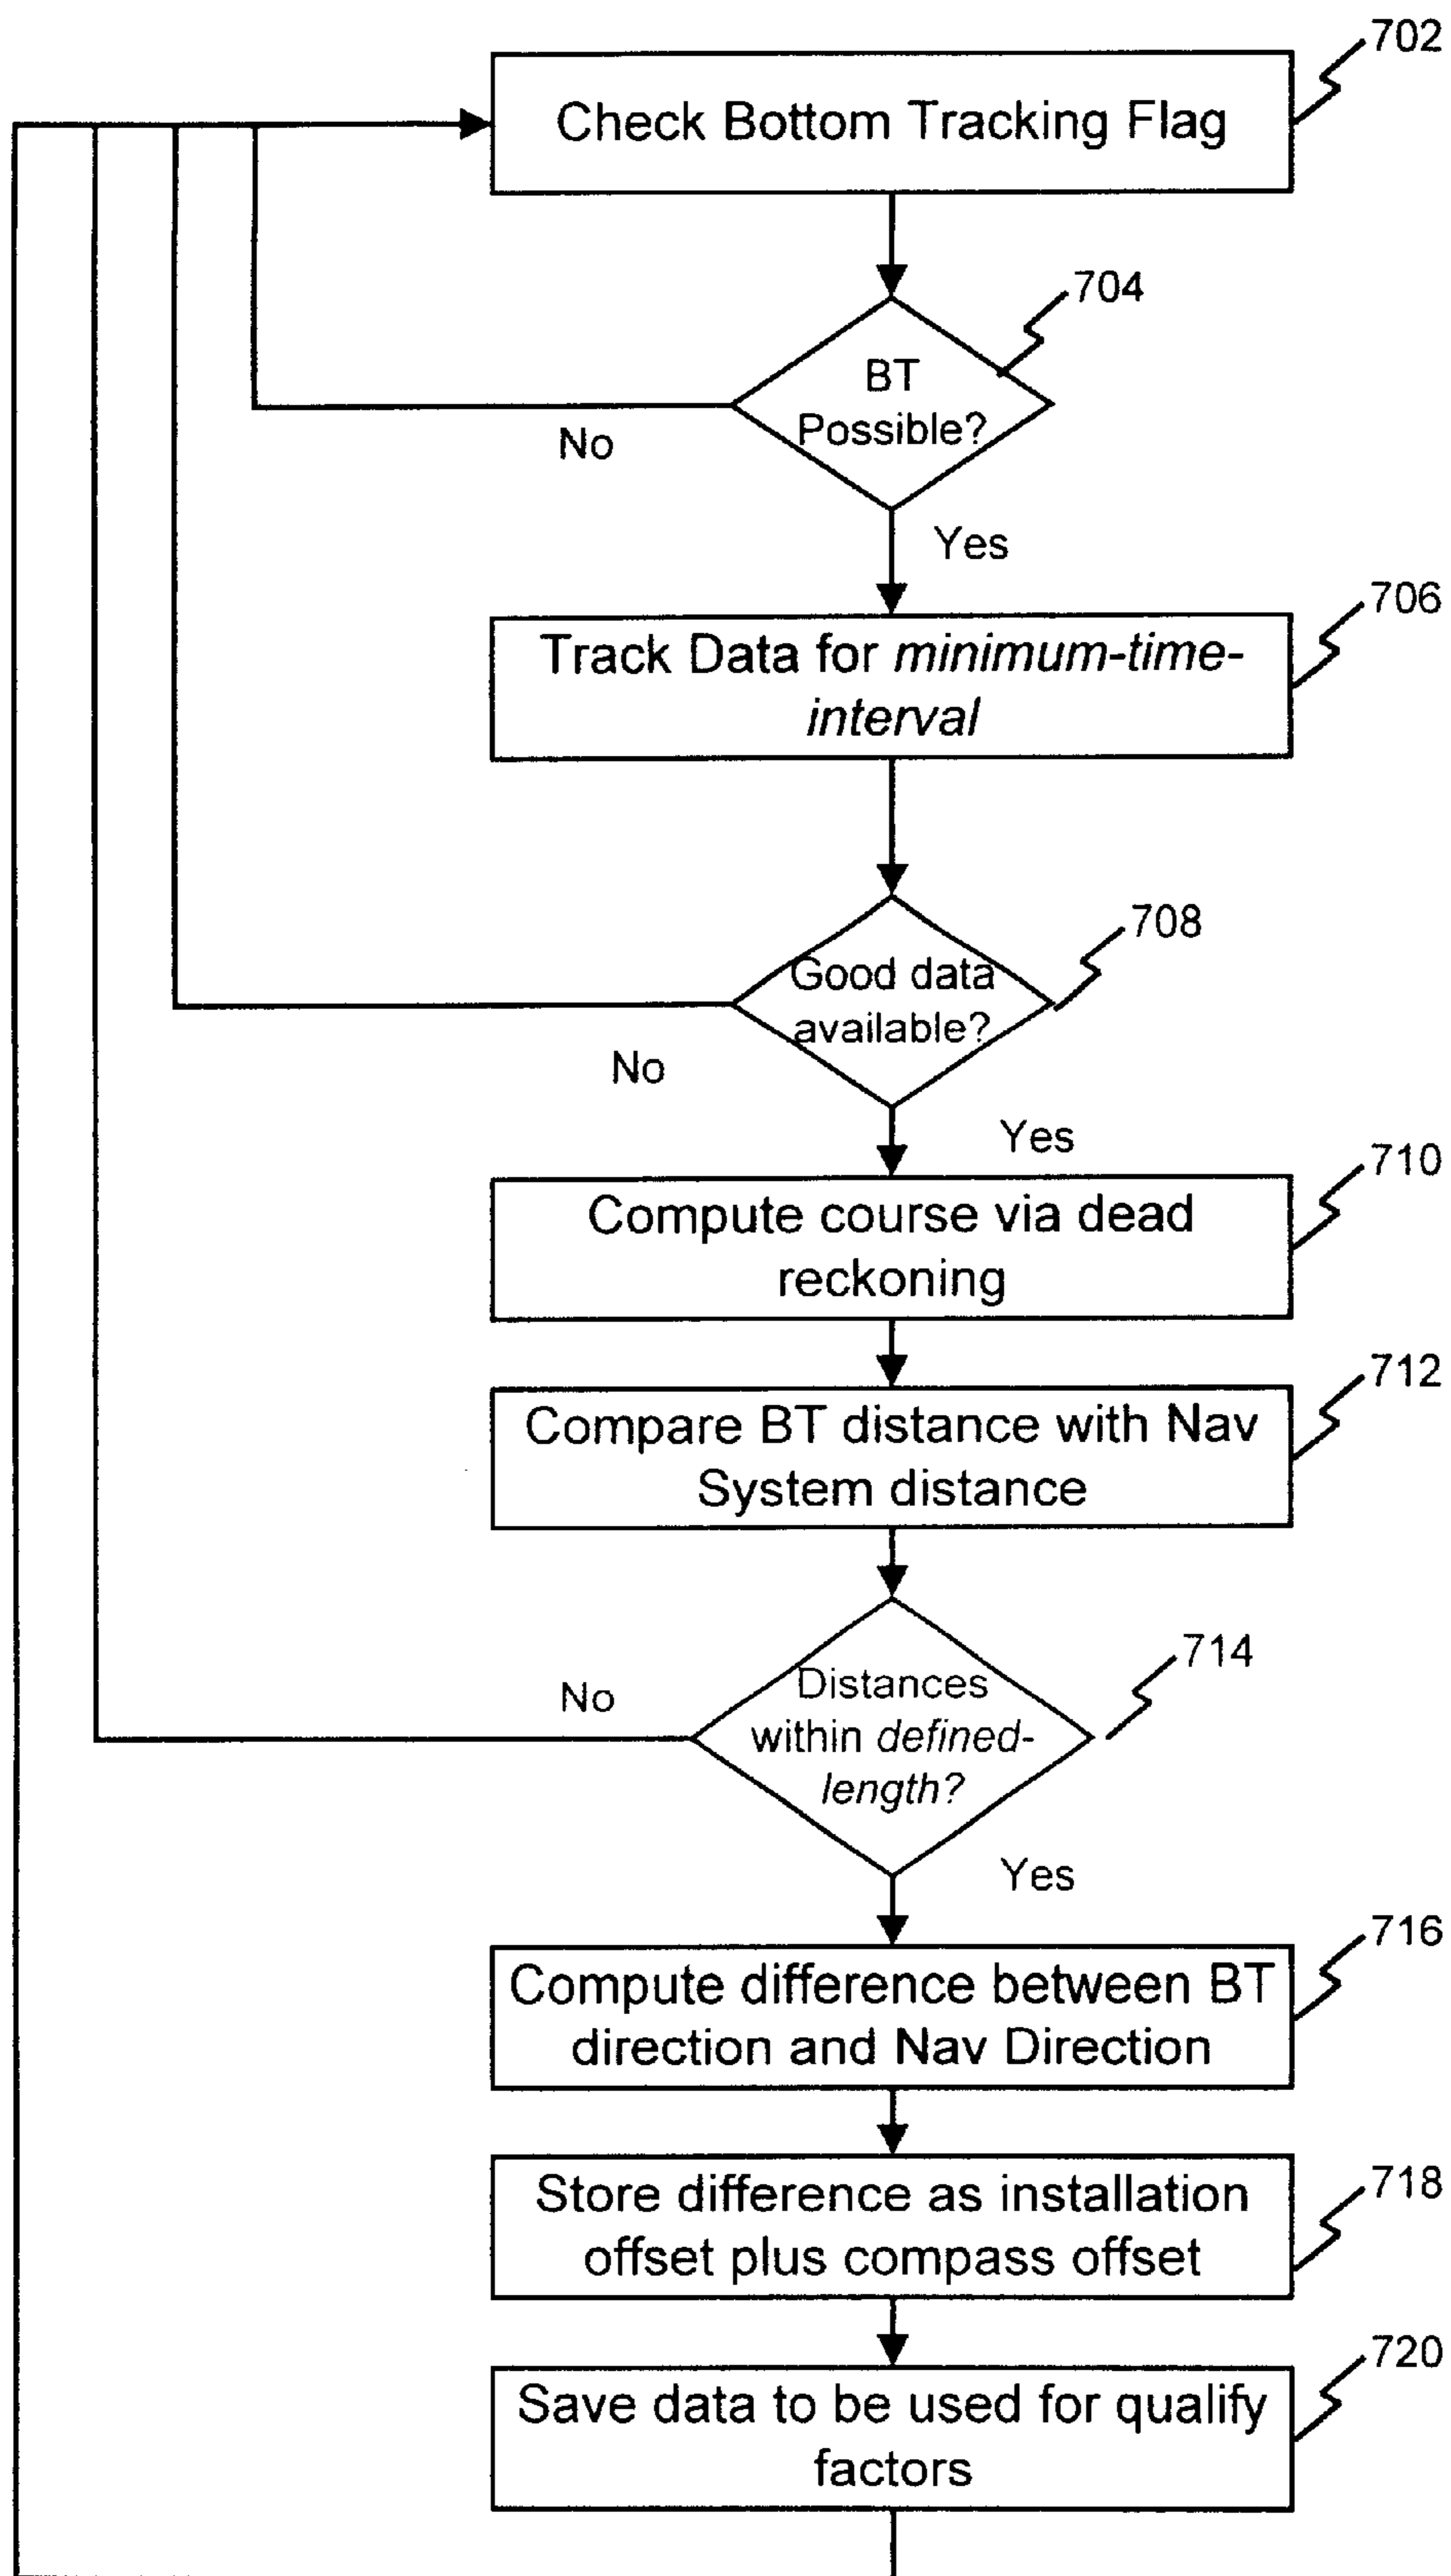 702
Check Bottom Tracking Flag
704
BT
Possible?
No
Yes
706
Track Data for minimum-time-
interval
708
Good data
available?
No
Yes
710
Compute course via dead
reckoning
712
Compare BT distance with Nav
System distance
714
Distances
within defined-
length?
No
Yes
716
Compute difference between BT
direction and Nav Direction
718
Store difference as installation
offset plus compass offset
720
Save data to be used for qualify
factors